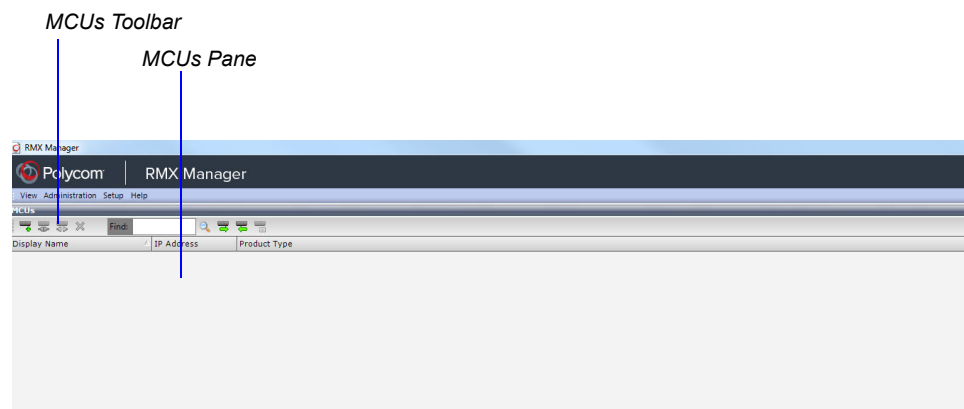 MCUs Toolbar
MCUs Pane
RMX Manager
Polycom RMX Manager
View Administration Setup Help
MCUs
Find:
Display Name IP Address Product Type